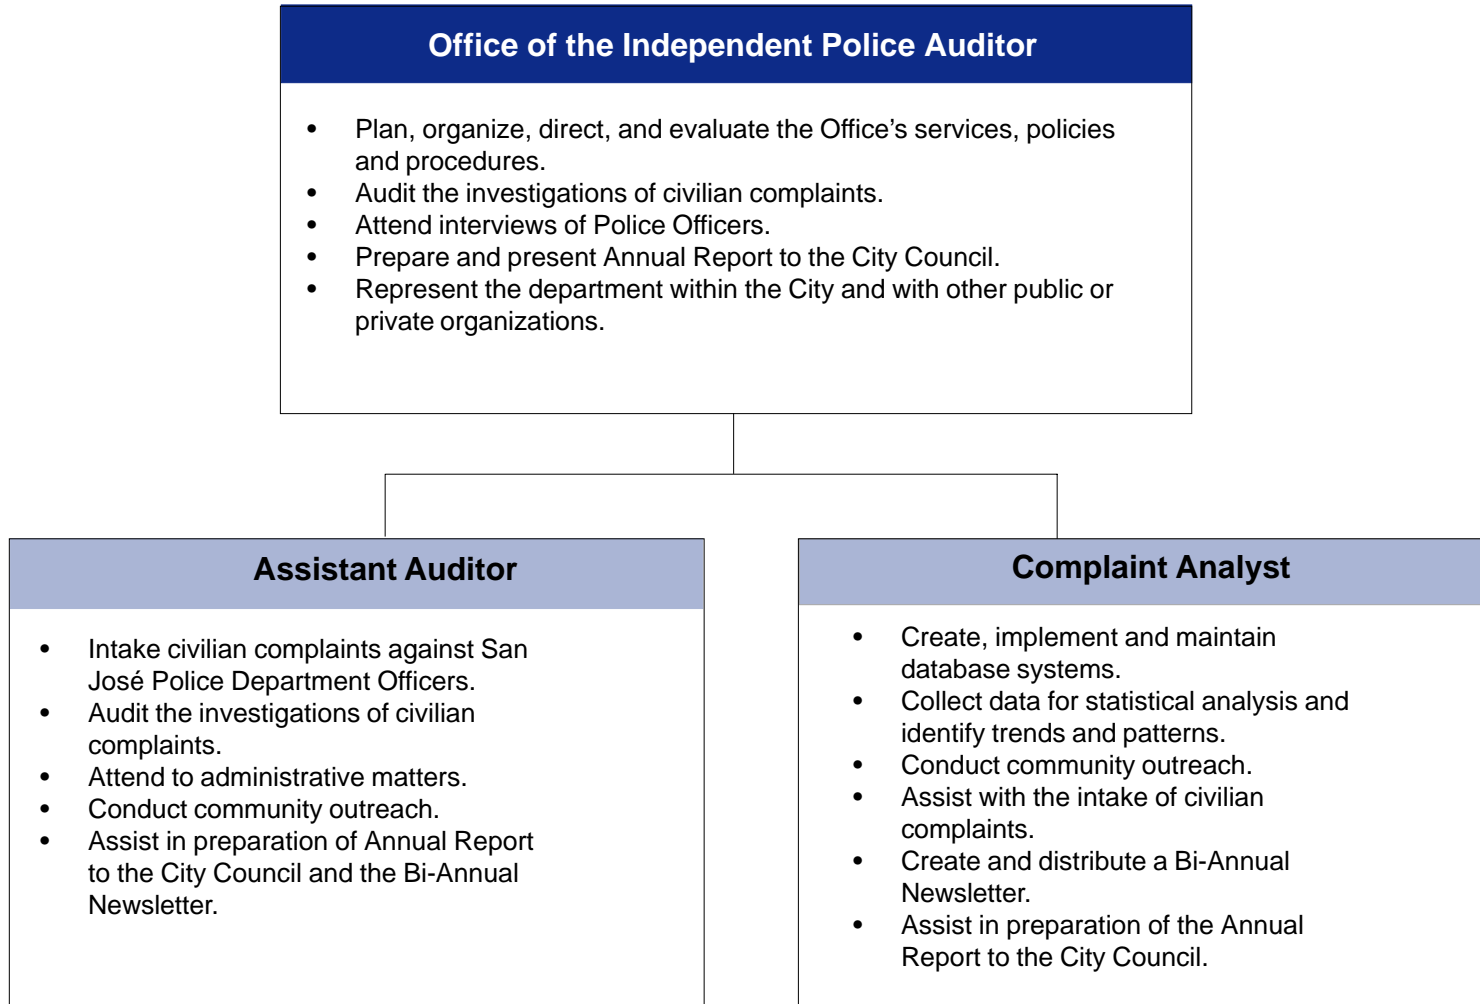 Office of the Independent Police Auditor
• Plan, organize, direct, and evaluate the Office’s services, policies
and procedures.
• Audit the investigations of civilian complaints.
• Attend interviews of Police Officers.
• Prepare and present Annual Report to the City Council.
• Represent the department within the City and with other public or
private organizations.
Assistant Auditor
• Intake civilian complaints against San
José Police Department Officers.
• Audit the investigations of civilian
complaints.
• Attend to administrative matters.
• Conduct community outreach.
• Assist in preparation of Annual Report
to the City Council and the Bi-Annual
Newsletter.
Complaint Analyst
• Create, implement and maintain
database systems.
• Collect data for statistical analysis and
identify trends and patterns.
• Conduct community outreach.
• Assist with the intake of civilian
complaints.
• Create and distribute a Bi-Annual
Newsletter.
• Assist in preparation of the Annual
Report to the City Council.